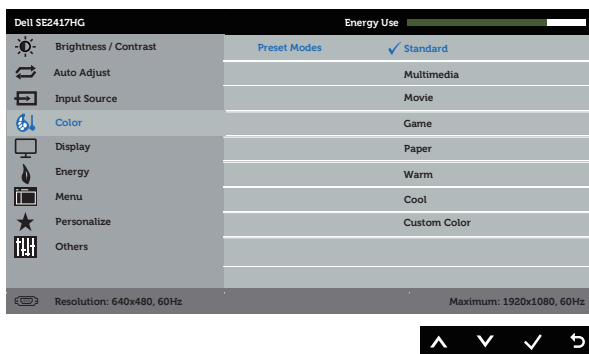 Dell SE2417HG Energy Use
Brightness / Contrast Preset Modes Standard
Auto Adjust Multimedia
Input Source Movie
Color Game
Display Paper
Energy Warm
Menu Cool
Personalize Custom Color
Others
Resolution: 640x480, 60Hz Maximum: 1920x1080, 60Hz